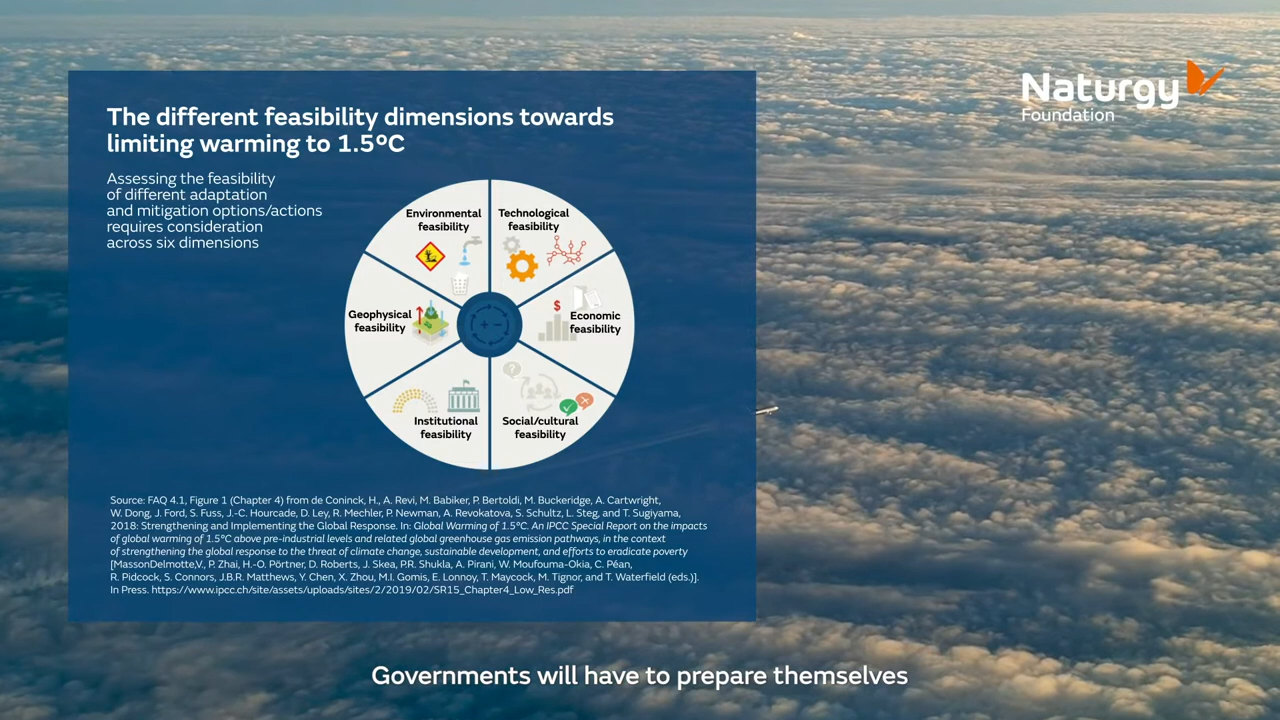 Naturgy
Foundation
The different feasibility dimensions towards
limiting warming to 1.5ºC
Assessing the feasibility
of different adaptation
and mitigation options/actions
requires consideration
across six dimensions
Environmental
feasibility
Technological
feasibility
Geophysical
feasibility
$
Economic
feasibility
Institutional
feasibility
?
Social/cultural
feasibility
Source: FAQ 4.1, Figure 1 (Chapter 4) from de Coninck, H., A. Revi, M. Babiker, P. Bertoldi, M. Buckeridge, A. Cartwright,
W. Dong, J. Ford, S. Fuss, J.-C. Hourcade, D. Ley, R. Mechler, P. Newman, A. Revokatova, S. Schultz, L. Steg, and T. Sugiyama,
2018: Strengthening and Implementing the Global Response. In: Global Warming of 1.5ºC. An IPCC Special Report on the impacts
of global warming of 1.5ºC above pre-industrial levels and related global greenhouse gas emission pathways, in the context
of strengthening the global response to the threat of climate change, sustainable development, and efforts to eradicate poverty
[MassonDelmotte,V., P. Zhai, H.-O. Pörtner, D. Roberts, J. Skea, P.R. Shukla, A. Pirani, W. Moufouma-Okia, C. Péan,
R. Pidcock, S. Connors, J.B.R. Matthews, Y. Chen, X. Zhou, M.I. Gomis, E. Lonnoy, T. Maycock, M. Tignor, and T. Waterfield (eds.)].
In Press. https://www.ipcc.ch/site/assets/uploads/sites/2/2019/02/SR15_Chapter4_Low_Res.pdf
Governments will have to prepare themselves